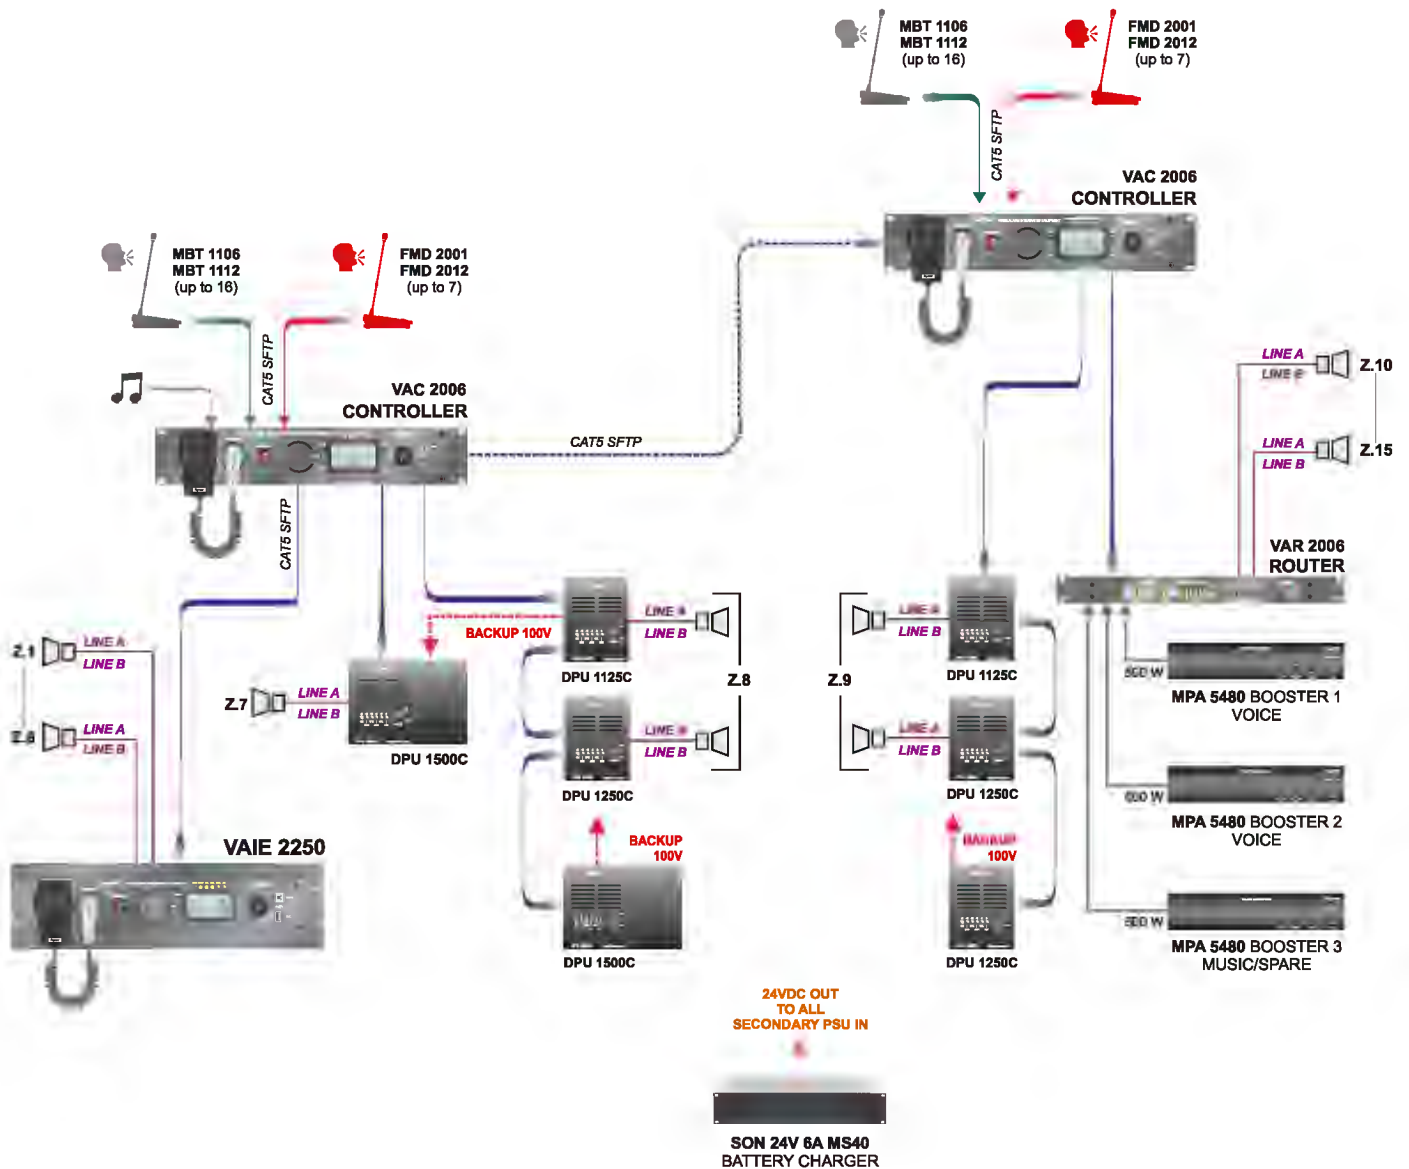 MBT 1106
MBT 1112
(up to 16)
FMD 2001
FMD 2012
(up to 7)
CAT5 SFTP
VAC 2006
CONTROLLER
MBT 1106
MBT 1112
(up to 16)
FMD 2001
FMD 2012
(up to 7)
CAT5 SFTP
VAC 2006
CONTROLLER
CAT5 SFTP
CAT5 SFTP
LINE A
LINE B
Z.10
LINE A
LINE B
Z.15
VAR 2006
ROUTER
Z.1
LINE A
LINE B
LINE A
LINE B
VAIE 2250
Z.7
LINE A
LINE B
DPU 1500C
BACKUP 100V
DPU 1125C
LINE A
LINE B
Z.8
DPU 1250C
LINE B
BACKUP
100V
DPU 1500C
Z.9
LINE A
LINE B
DPU 1125C
LINE A
LINE B
DPU 1250C
BACKUP
100V
DPU 1250C
MPA 5480 BOOSTER 1
VOICE
MPA 5480 BOOSTER 2
VOICE
MPA 5480 BOOSTER 3
MUSIC/SPARE
24VDC OUT
TO ALL
SECONDARY PSU IN
SON 24V 6A MS40
BATTERY CHARGER